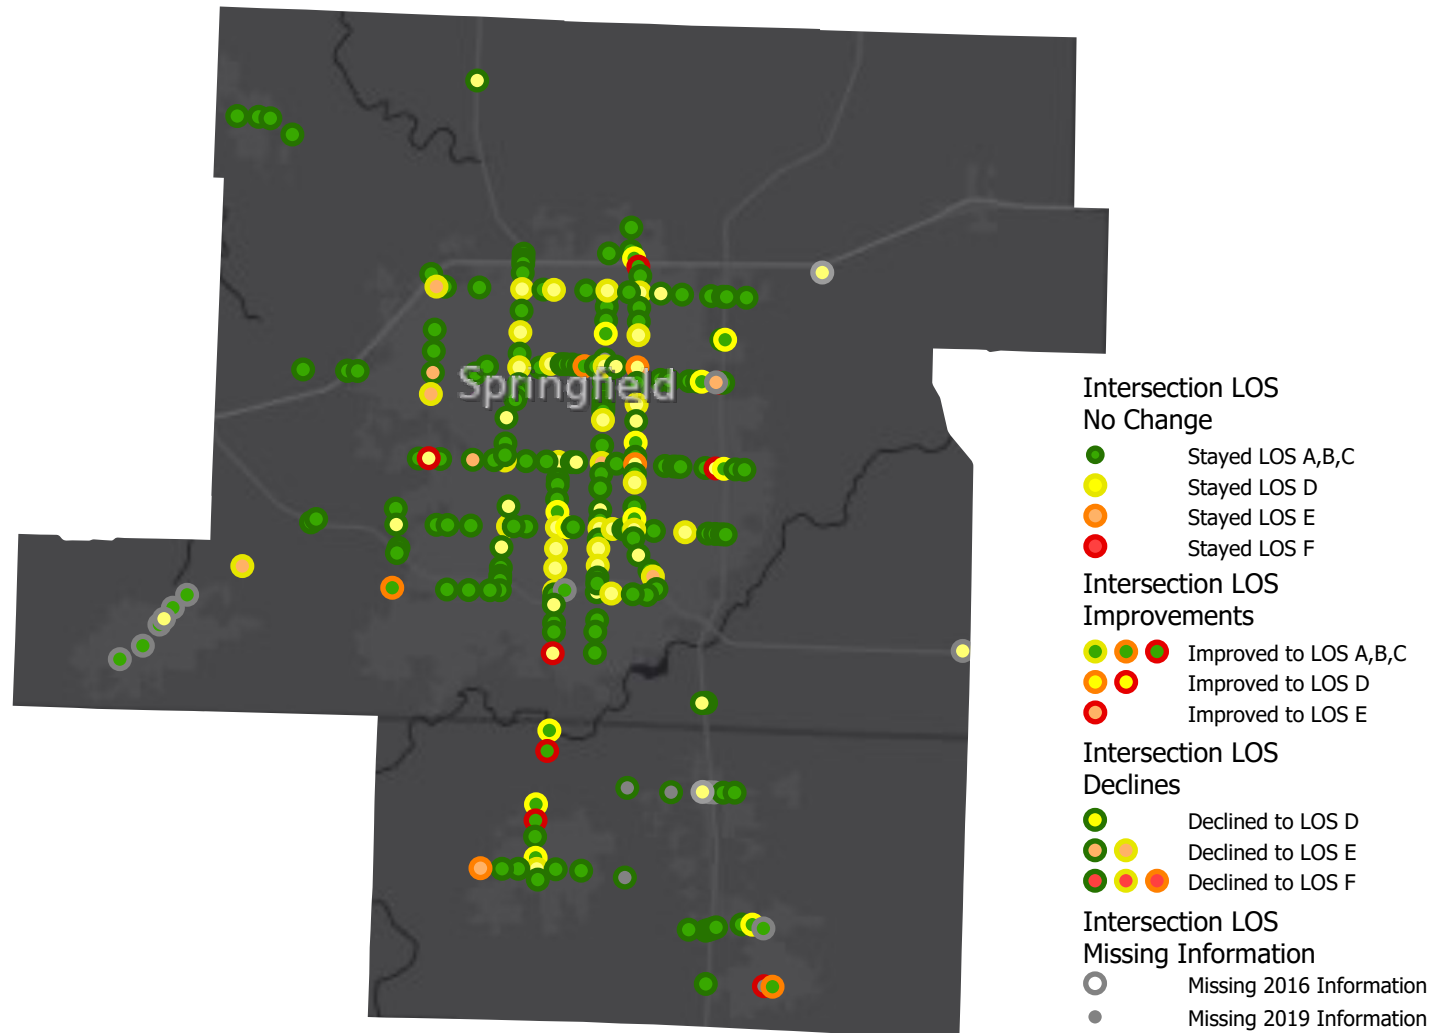 Springfield
Intersection LOS
No Change
Stayed LOS A,B,C
Stayed LOS D
Stayed LOS E
Stayed LOS F
Intersection LOS
Improvements
Improved to LOS A,B,C
Improved to LOS D
Improved to LOS E
Intersection LOS
Declines
Declined to LOS D
Declined to LOS E
Declined to LOS F
Intersection LOS
Missing Information
Missing 2016 Information
Missing 2019 Information